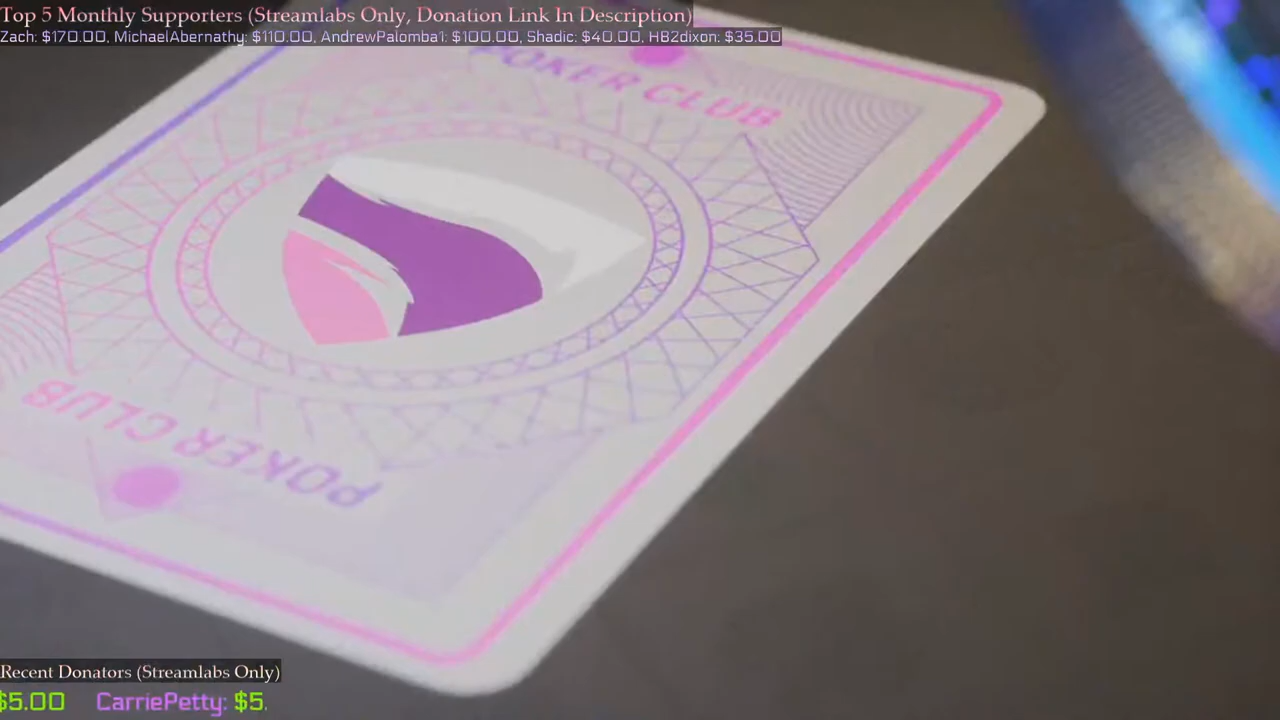 Top 5 Monthly Supporters (Streamlabs Only, Donation Link In Description)
Zach: $170.00, MichaelAbernathy: $110.00, AndrewPalomba1: $100.00, Shadic: $40.00, HB2dixon: $35.00
POKER CLUB
POKER CLUB
Recent Donators (Streamlabs Only)
$5.00 CarriePetty: $5.